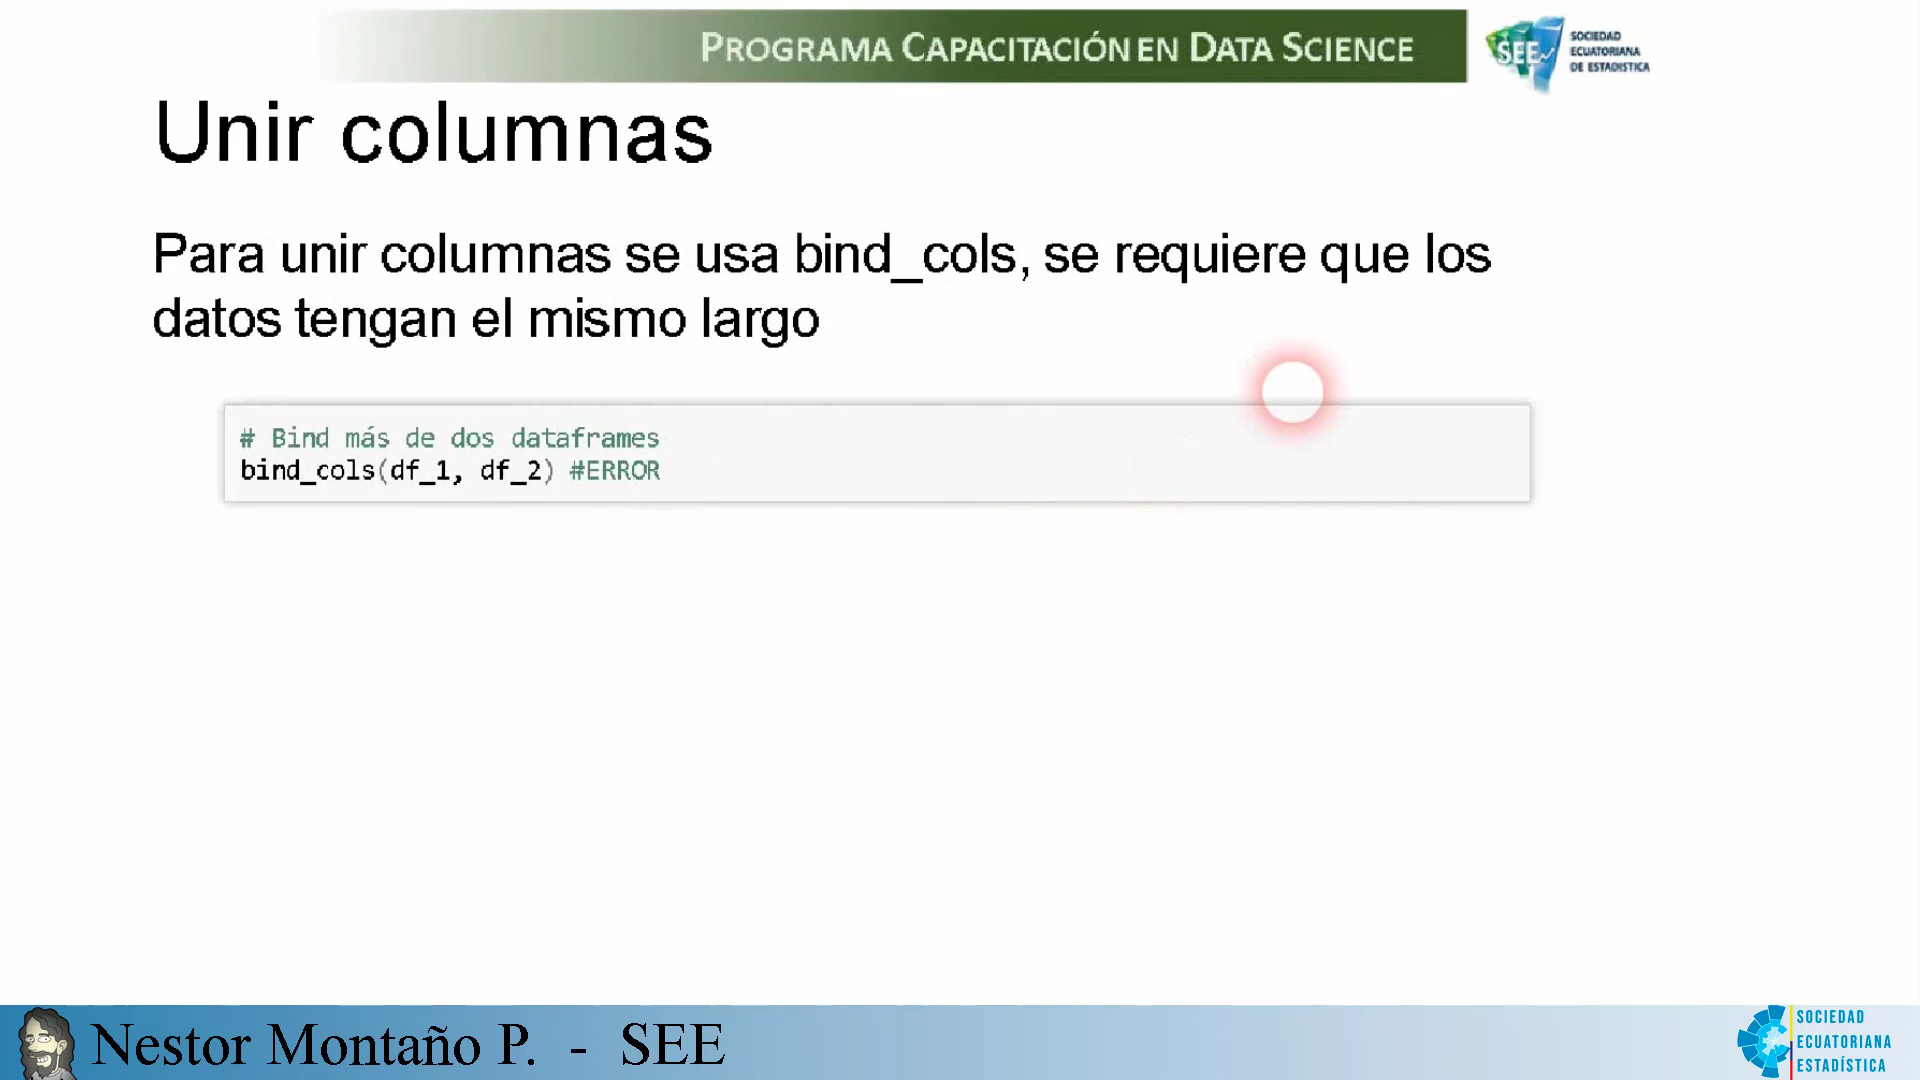 PROGRAMA CAPACITACIÓN EN DATA SCIENCE
SEE
SOCIEDAD
ECUATORIANA
DE ESTADISTICA
Unir columnas
Para unir columnas se usa bind_cols, se requiere que los
datos tengan el mismo largo
# Bind más de dos dataframes
bind_cols(df_1, df_2) #ERROR
Nestor Montaño P. - SEE
SOCIEDAD
ECUATORIANA
ESTADÍSTICA